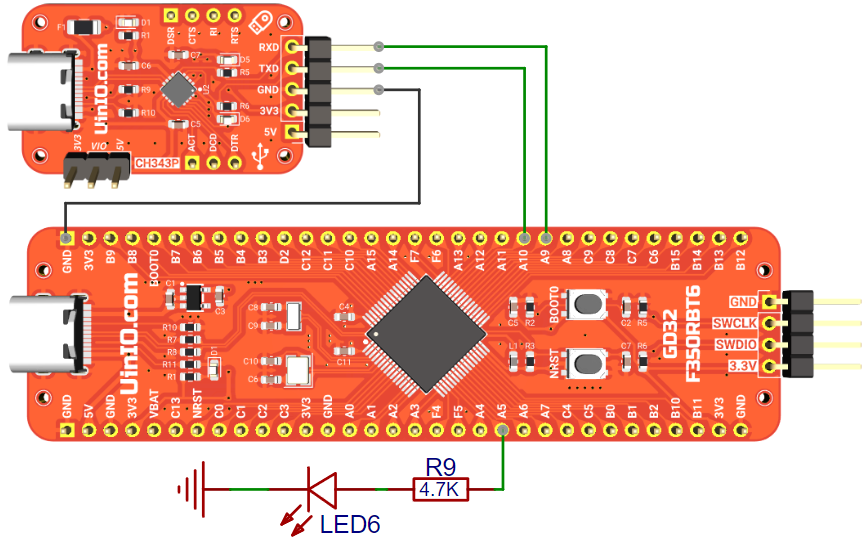 F1
D1
R1
DSR
CTS
RI
RTS
C7
D5
R5
C6
R9
R10
U2
R6
D6
C5
RXD
TXD
GND
3V3
5V
UinIO.com
3V3
VIO
5V
CH343P
ACT
DCD
DTR
GND
3V3
B9
B8
BOOT0
B7
B6
B5
B4
B3
D2
C12
C11
C10
A15
A14
F7
F6
A13
A12
A11
A10
A9
A8
C9
C8
C7
C6
B15
B14
B13
B12
UinIO.com
C1
C3
R10
R7
R8
R11
R1
D1
C8
C9
C10
C6
C4
C11
C5
R2
L1
R3
BOOT0
NRST
C2
R5
C7
R6
GD32
F350RBT6
GND
SWCLK
SWDIO
3.3V
GND
5V
GND
3V3
VBAT
C13
NRST
C0
C1
C2
C3
3V3
GND
A0
A1
A2
A3
F4
F5
A4
A5
A6
A7
C4
C5
B0
B1
B2
B10
B11
3V3
GND
R9
4.7K
LED6